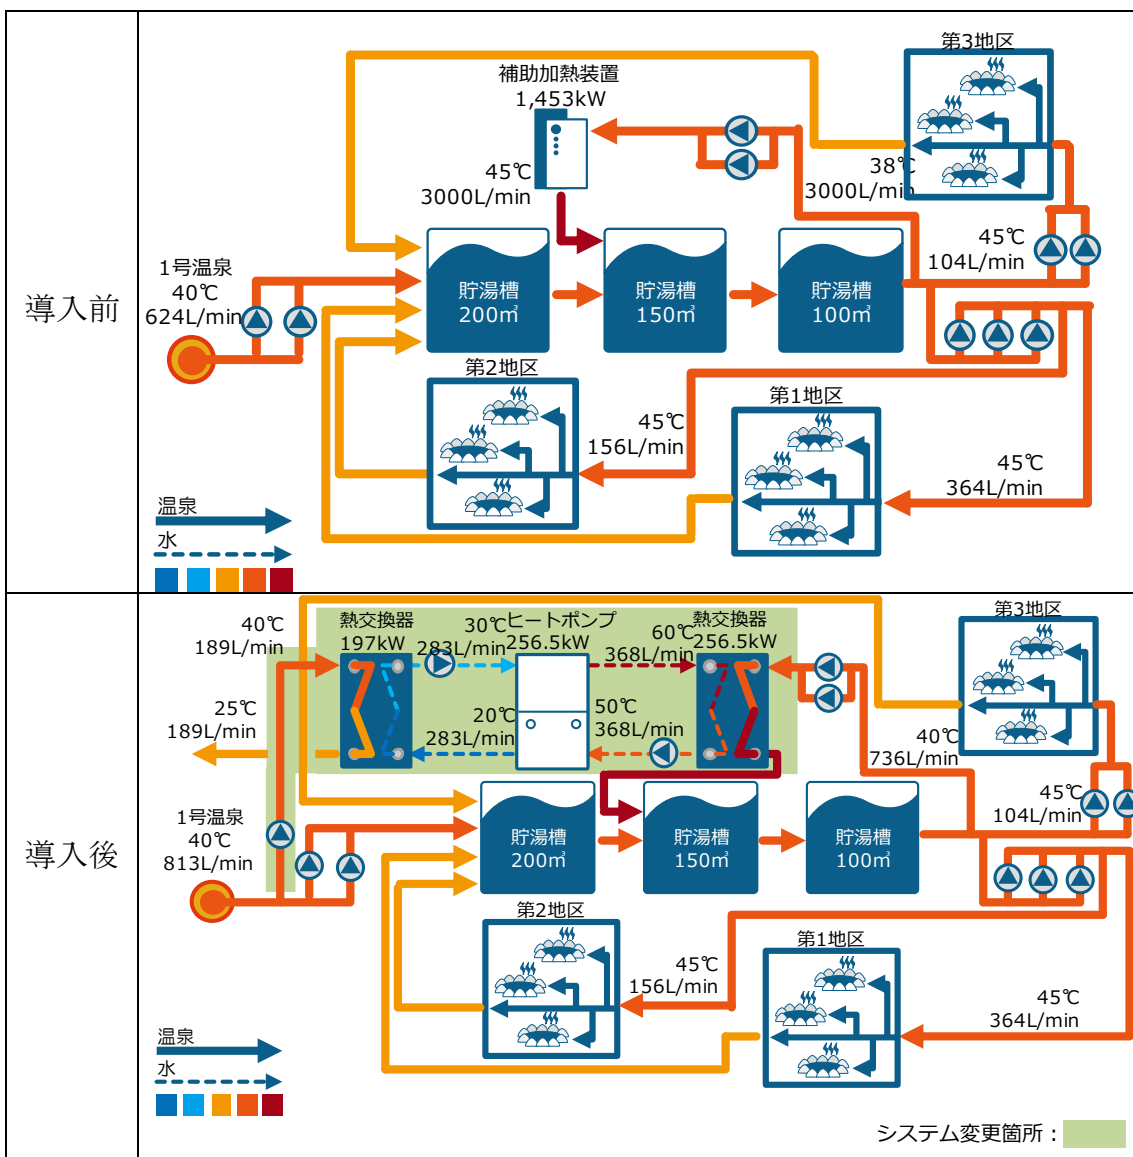 導入前
第3地区
補助加熱装置
1,453kW
45℃
3000L/min
38℃
3000L/min
45℃
104L/min
1号温泉
40℃
624L/min
貯湯槽
200㎥
貯湯槽
150㎥
貯湯槽
100㎥
第2地区
第1地区
45℃
156L/min
45℃
364L/min
温泉
水
導入後
熱交換器
197kW
ヒートポンプ
256.5kW
熱交換器
256.5kW
第3地区
40℃
189L/min
30℃
283L/min
60℃
368L/min
25℃
189L/min
20℃
283L/min
50℃
368L/min
40℃
736L/min
45℃
104L/min
1号温泉
40℃
813L/min
貯湯槽
200㎥
貯湯槽
150㎥
貯湯槽
100㎥
第2地区
第1地区
45℃
156L/min
45℃
364L/min
温泉
水
システム変更箇所：